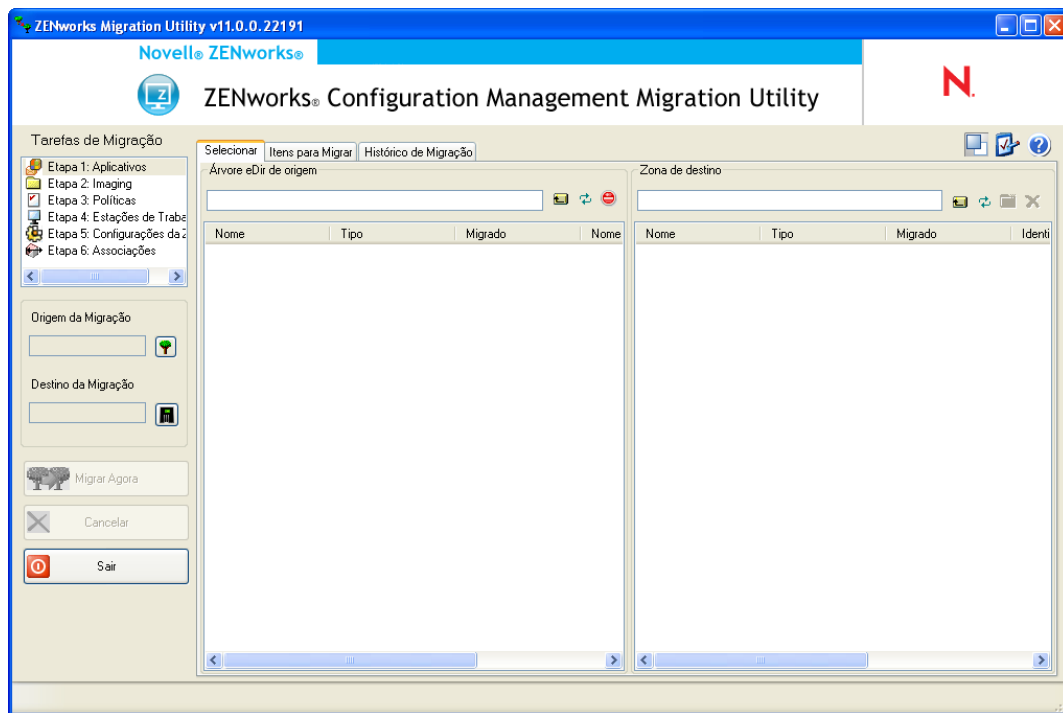 ZENworks Migration Utility v11.0.0.22191
Novell® ZENworks®
ZENworks® Configuration Management Migration Utility
N.
Tarefas de Migração
Etapa 1: Aplicativos
Etapa 2: Imaging
Etapa 3: Políticas
Etapa 4: Estações de Traba
Etapa 5: Configurações da Z
Etapa 6: Associações
Origem da Migração
Destino da Migração
Migrar Agora
Cancelar
Sair
Selecionar Itens para Migrar Histórico de Migração
Árvore eDir de origem
Nome Tipo Migrado Nome
Zona de destino
Nome Tipo Migrado Identi